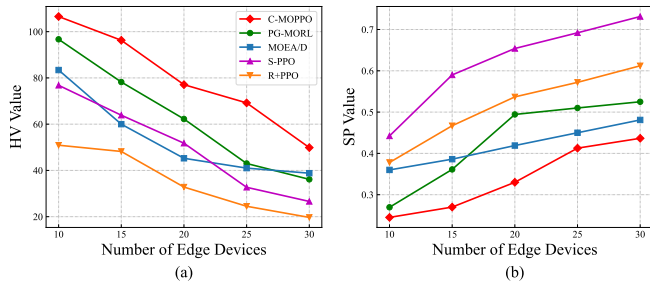 100
80
60
40
20
HV Value
10
15
20
25
30
Number of Edge Devices
(a)
C-MOPPO
PG-MORL
MOEA/D
S-PPO
R+PPO
0.7
0.6
0.5
0.4
0.3
SP Value
10
15
20
25
30
Number of Edge Devices
(b)